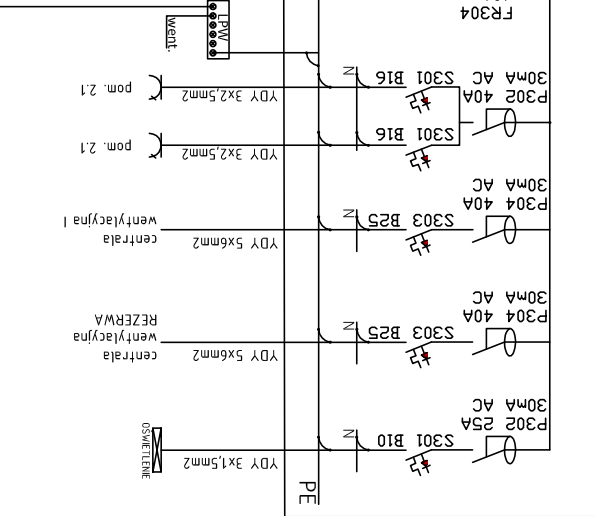 FR304
LPW
went.
P302 40A
30mA AC
S301 B16
N
YDY 3x2,5mm2
pom. 2.1
S301 B16
YDY 3x2,5mm2
pom. 2.1
P304 40A
30mA AC
S303 B25
N
YDY 5x6mm2
centrala
wentylacyjna I
P304 40A
30mA AC
S303 B25
N
YDY 5x6mm2
centrala
wentylacyjna
REZERWA
P302 25A
30mA AC
S301 B10
N
YDY 3x1,5mm2
OŚWIETLENIE
PE